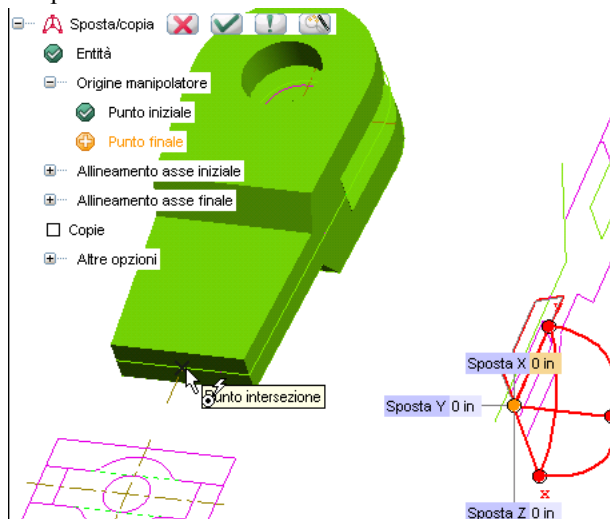 Sposta/copia
Entità
Origine manipolatore
Punto iniziale
Punto finale
Allineamento asse iniziale
Allineamento asse finale
Copie
Altre opzioni
Punto intersezione
Sposta X 0 in
Sposta Y 0 in
x
Sposta Z 0 in